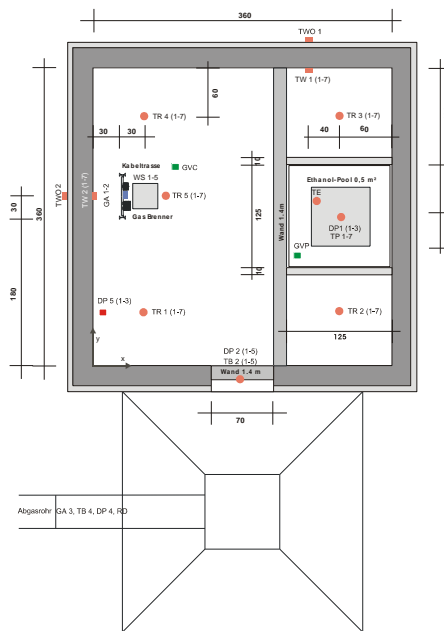 360
TWO 1
TW 1 (1-7)
60
TR 4 (1-7)
TR 3 (1-7)
30
30
40
60
Kabeltrasse
GVC
10
WS 1-5
Ethanol-Pool 0,5 m²
TWO 2
TW 2 (1-7)
GA 1-2
TR 5 (1-7)
TE
30
360
125
Wand 1.4m
DP1 (1-3)
TP 1-7
Gas Brenner
GVP
180
10
DP 5 (1-3)
TR 1 (1-7)
TR 2 (1-7)
y
125
x
DP 2 (1-5)
TB 2 (1-5)
Wand 1.4 m
70
Abgasrohr
GA 3, TB 4, DP 4, RD